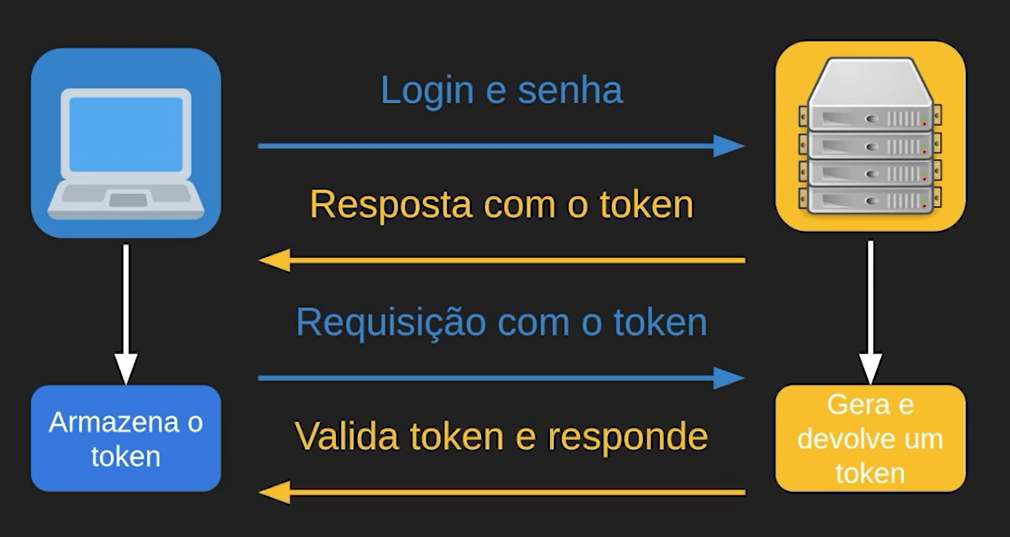 Login e senha
Resposta com o token
Requisição com o token
Valida token e responde
Armazena o
token
Gera e
devolve um
token